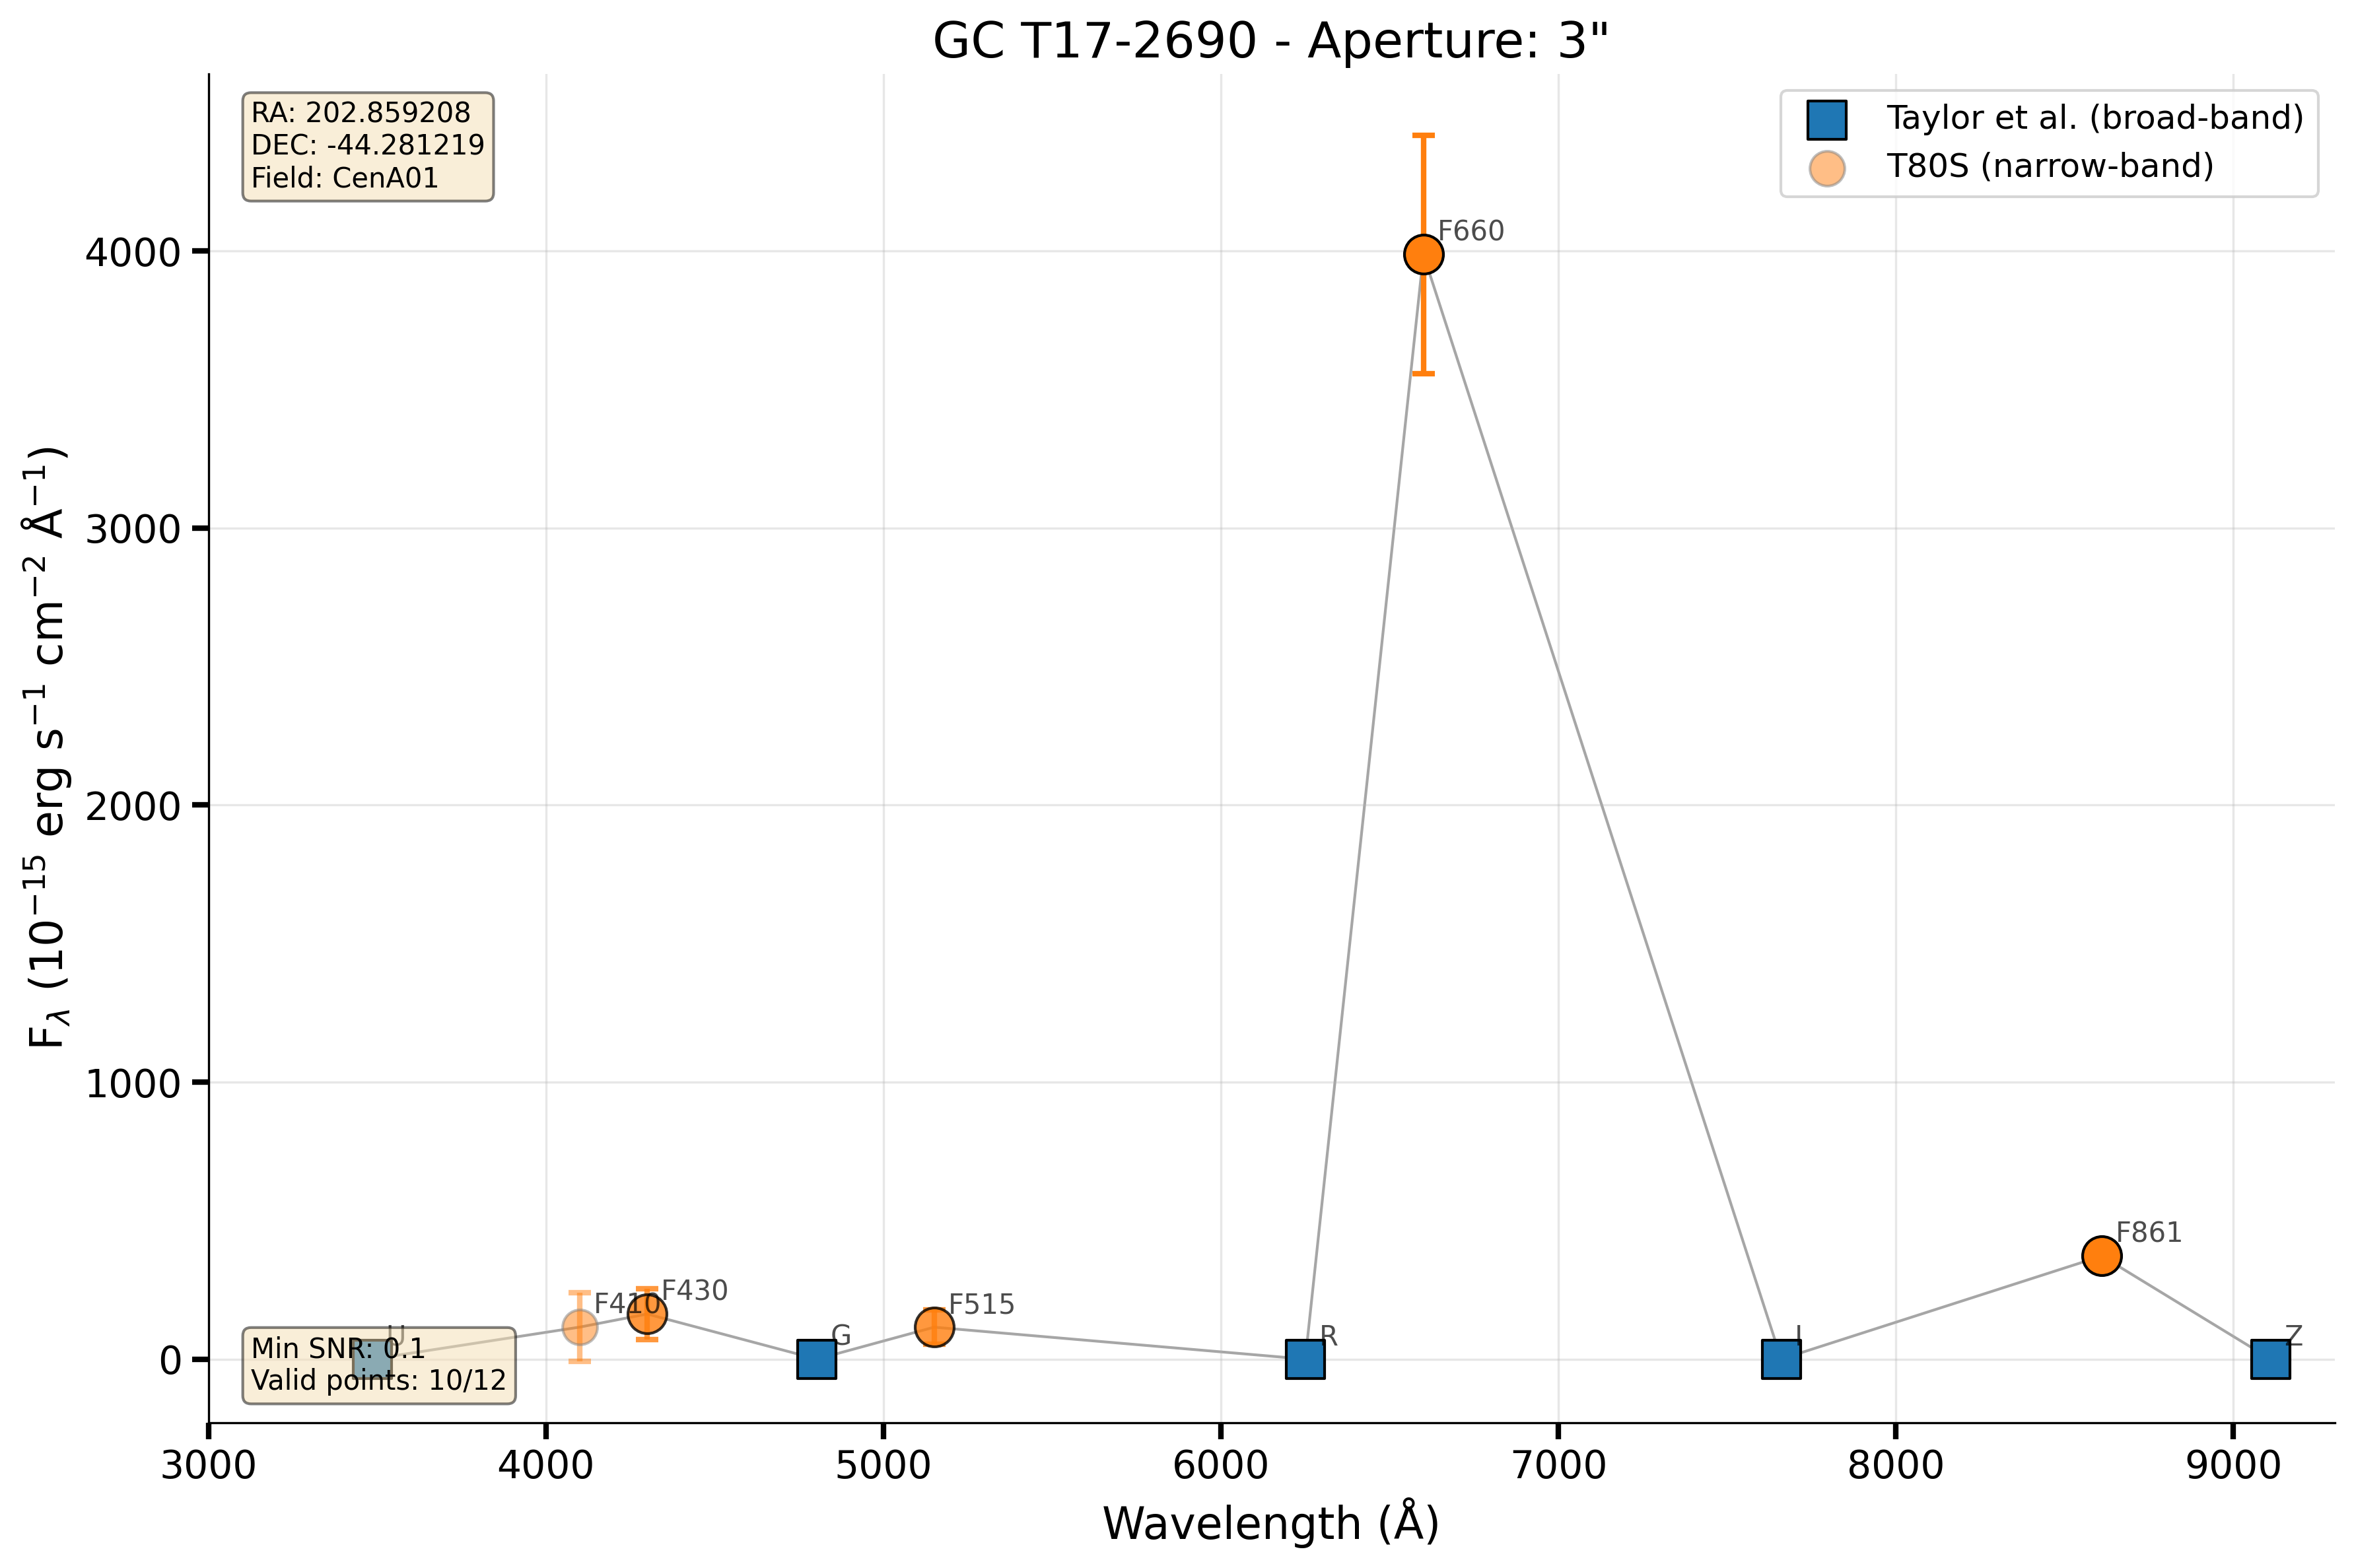 GC T17-2690 - Aperture: 3"
RA: 202.859208
DEC: -44.281219
Field: CenA01
Taylor et al. (broad-band)
T80S (narrow-band)
F660
F861
F430
F410
F515
U
G
R
I
Z
Min SNR: 0.1
Valid points: 10/12
4000
3000
2000
1000
0
3000 4000 5000 6000 7000 8000 9000
Wavelength (Å)
Fλ (10⁻¹⁵ erg s⁻¹ cm⁻² Å⁻¹)